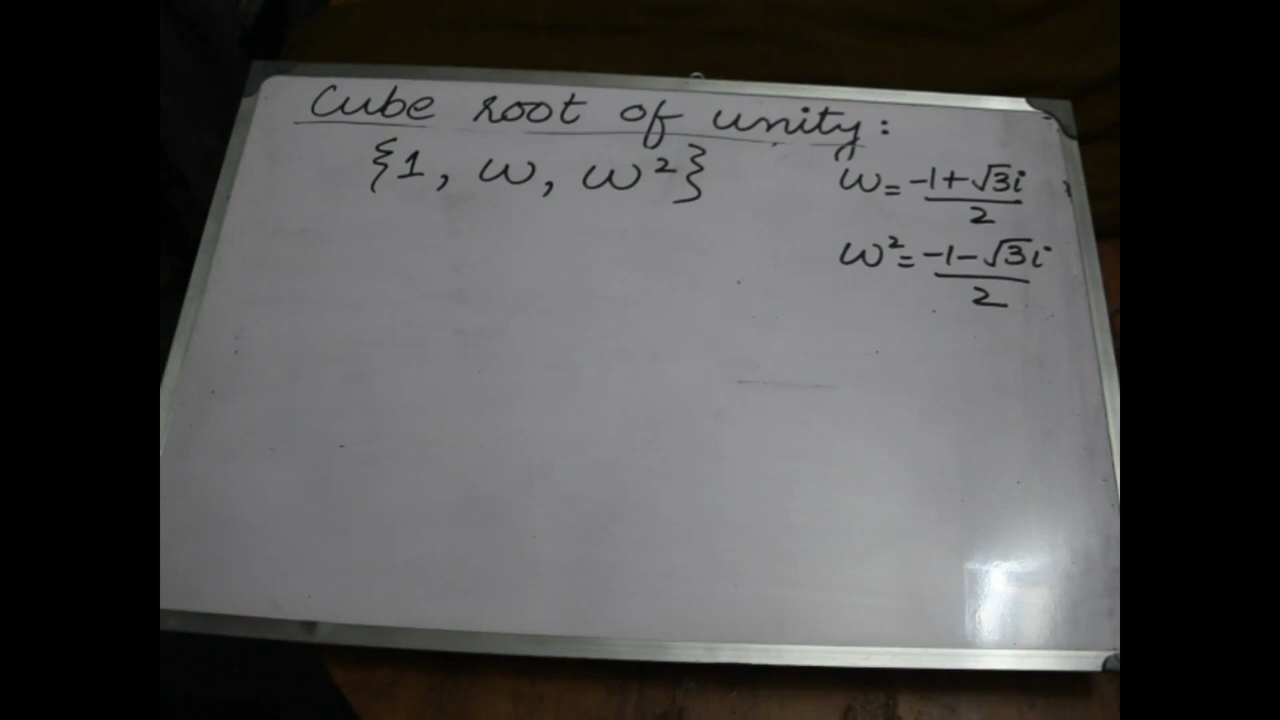 Cube root of unity:
{1, ω, ω²}
ω = -1+√3i / 2
ω² = -1-√3i / 2